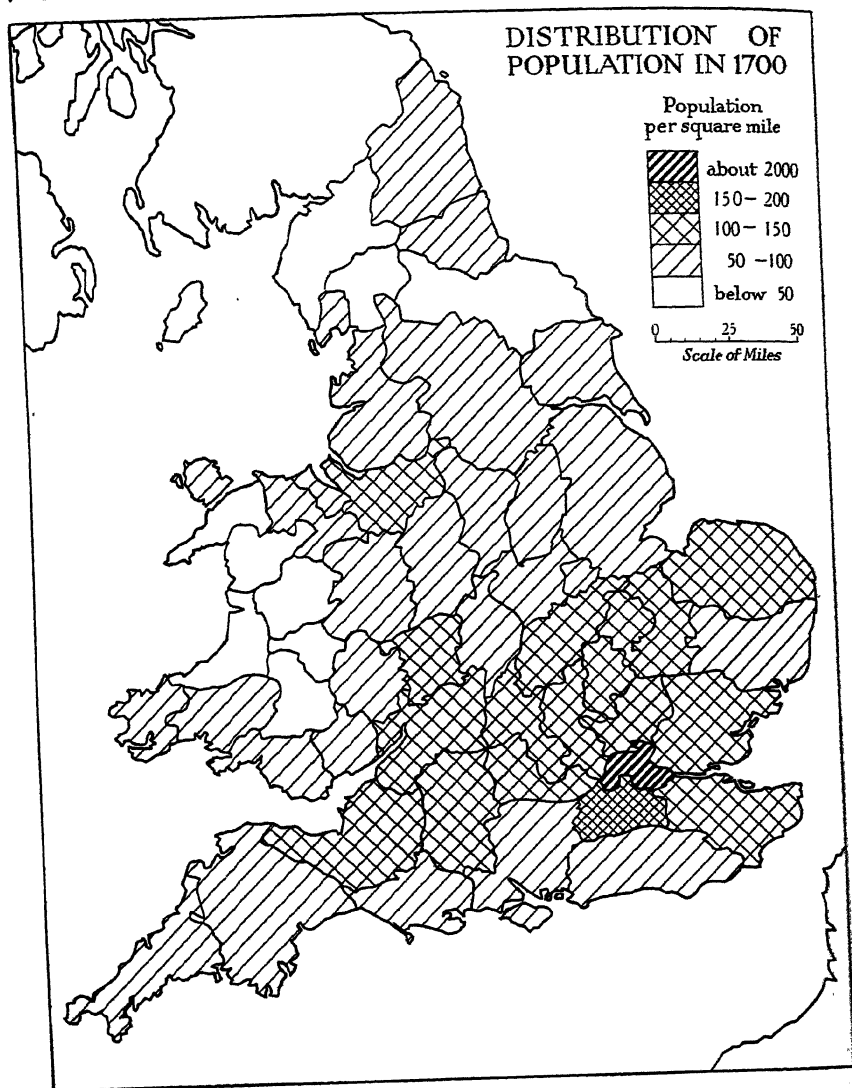 DISTRIBUTION OF
POPULATION IN 1700
Population
per square mile
about 2000
150 - 200
100 - 150
50 - 100
below 50
0 25 50
Scale of Miles